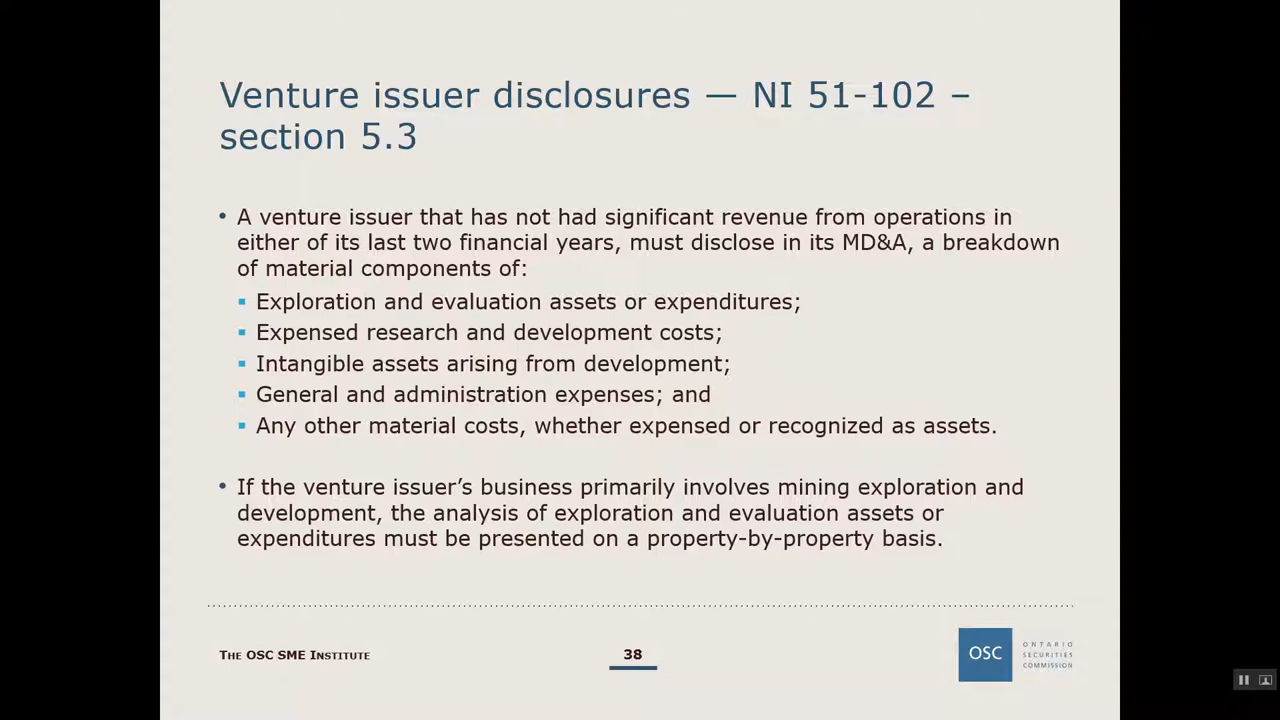 Venture issuer disclosures — NI 51-102 –
section 5.3
• A venture issuer that has not had significant revenue from operations in
either of its last two financial years, must disclose in its MD&A, a breakdown
of material components of:
▪ Exploration and evaluation assets or expenditures;
▪ Expensed research and development costs;
▪ Intangible assets arising from development;
▪ General and administration expenses; and
▪ Any other material costs, whether expensed or recognized as assets.
• If the venture issuer’s business primarily involves mining exploration and
development, the analysis of exploration and evaluation assets or
expenditures must be presented on a property-by-property basis.
THE OSC SME INSTITUTE
38
OSC
ONTARIO
SECURITIES
COMMISSION